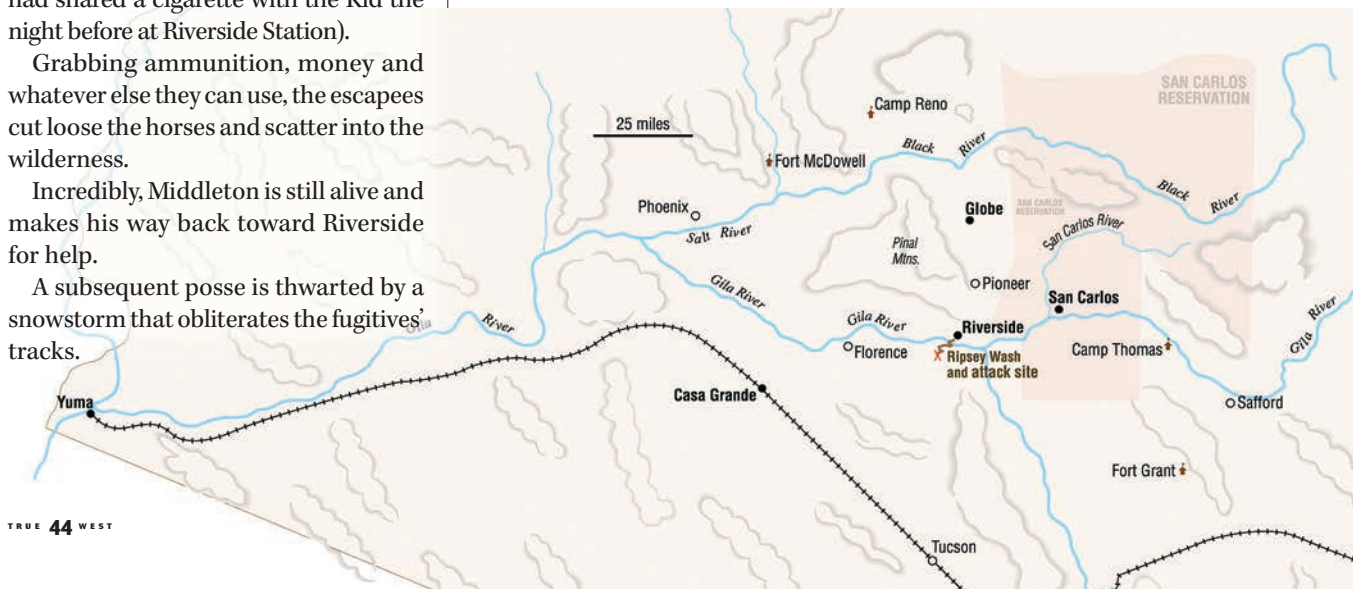 had shared a cigarette with the Kid the
night before at Riverside Station).
Grabbing ammunition, money and
whatever else they can use, the escapees
cut loose the horses and scatter into the
wilderness.
Incredibly, Middleton is still alive and
makes his way back toward Riverside
for help.
A subsequent posse is thwarted by a
snowstorm that obliterates the fugitives’
tracks.
SAN CARLOS
RESERVATION
Camp Reno
25 miles
Black River
Fort McDowell
Black River
Phoenix
Globe
SAN CARLOS
RESERVATION
Salt River
San Carlos River
Pinal
Mtns.
Pioneer
Gila River
San Carlos
Gila River
Gila River
Riverside
Gila River
Florence
Ripsey Wash
and attack site
Camp Thomas
Casa Grande
Yuma
Safford
Fort Grant
TRUE 44 WEST
Tucson